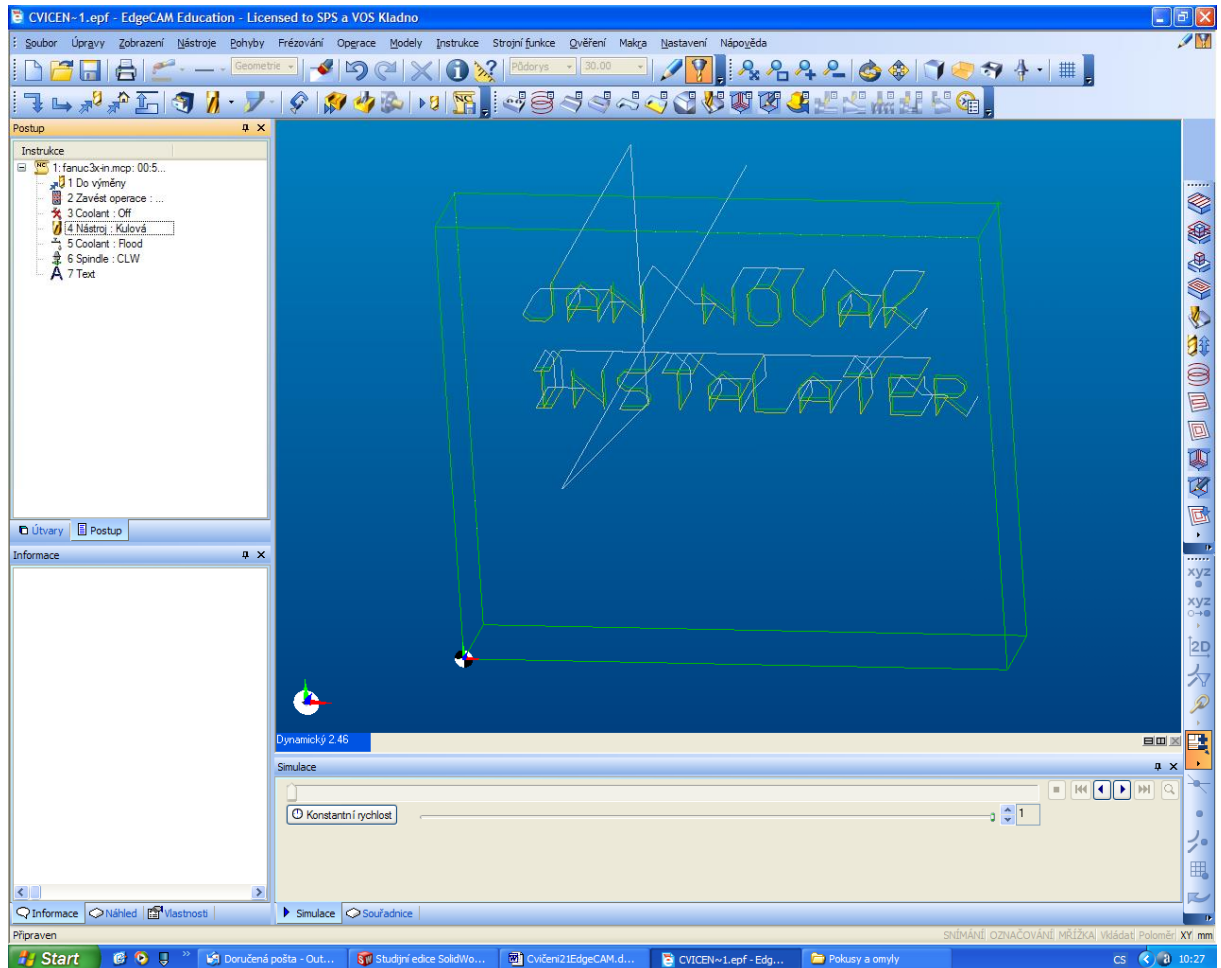 CVICEN~1.epf - EdgeCAM Education - Licensed to SPS a VOS Kladno
Soubor Úpravy Zobrazení Nástroje Pohyby Frézování Operace Modely Instrukce Strojní funkce Ověření Makra Nastavení Nápověda
Geometrie Půdorys 30.00
NC
Postup
Instrukce
1: fanuc3x-in.mcp: 00:5...
1 Do výměny
2 Zavést operace : ...
3 Coolant : Off
4 Nástroj : Kulová
5 Coolant : Flood
6 Spindle : CLW
7 Text
JAN NOVAK
INSTALATER
Útvary Postup
Informace
xyz
xyz
2D
Dynamický 2.46
Simulace
Konstantní rychlost 1
Informace Náhled Vlastnosti Simulace Souřadnice
Připraven SNÍMÁNÍ OZNAČOVÁNÍ MŘÍŽKA Vkládat Poloměr XY mm
Start Doručená pošta - Out... Studijní edice SolidWo... Cvičení21EdgeCAM.d... CVICEN~1.epf - Edg... Pokusy a omyly CS 10:27